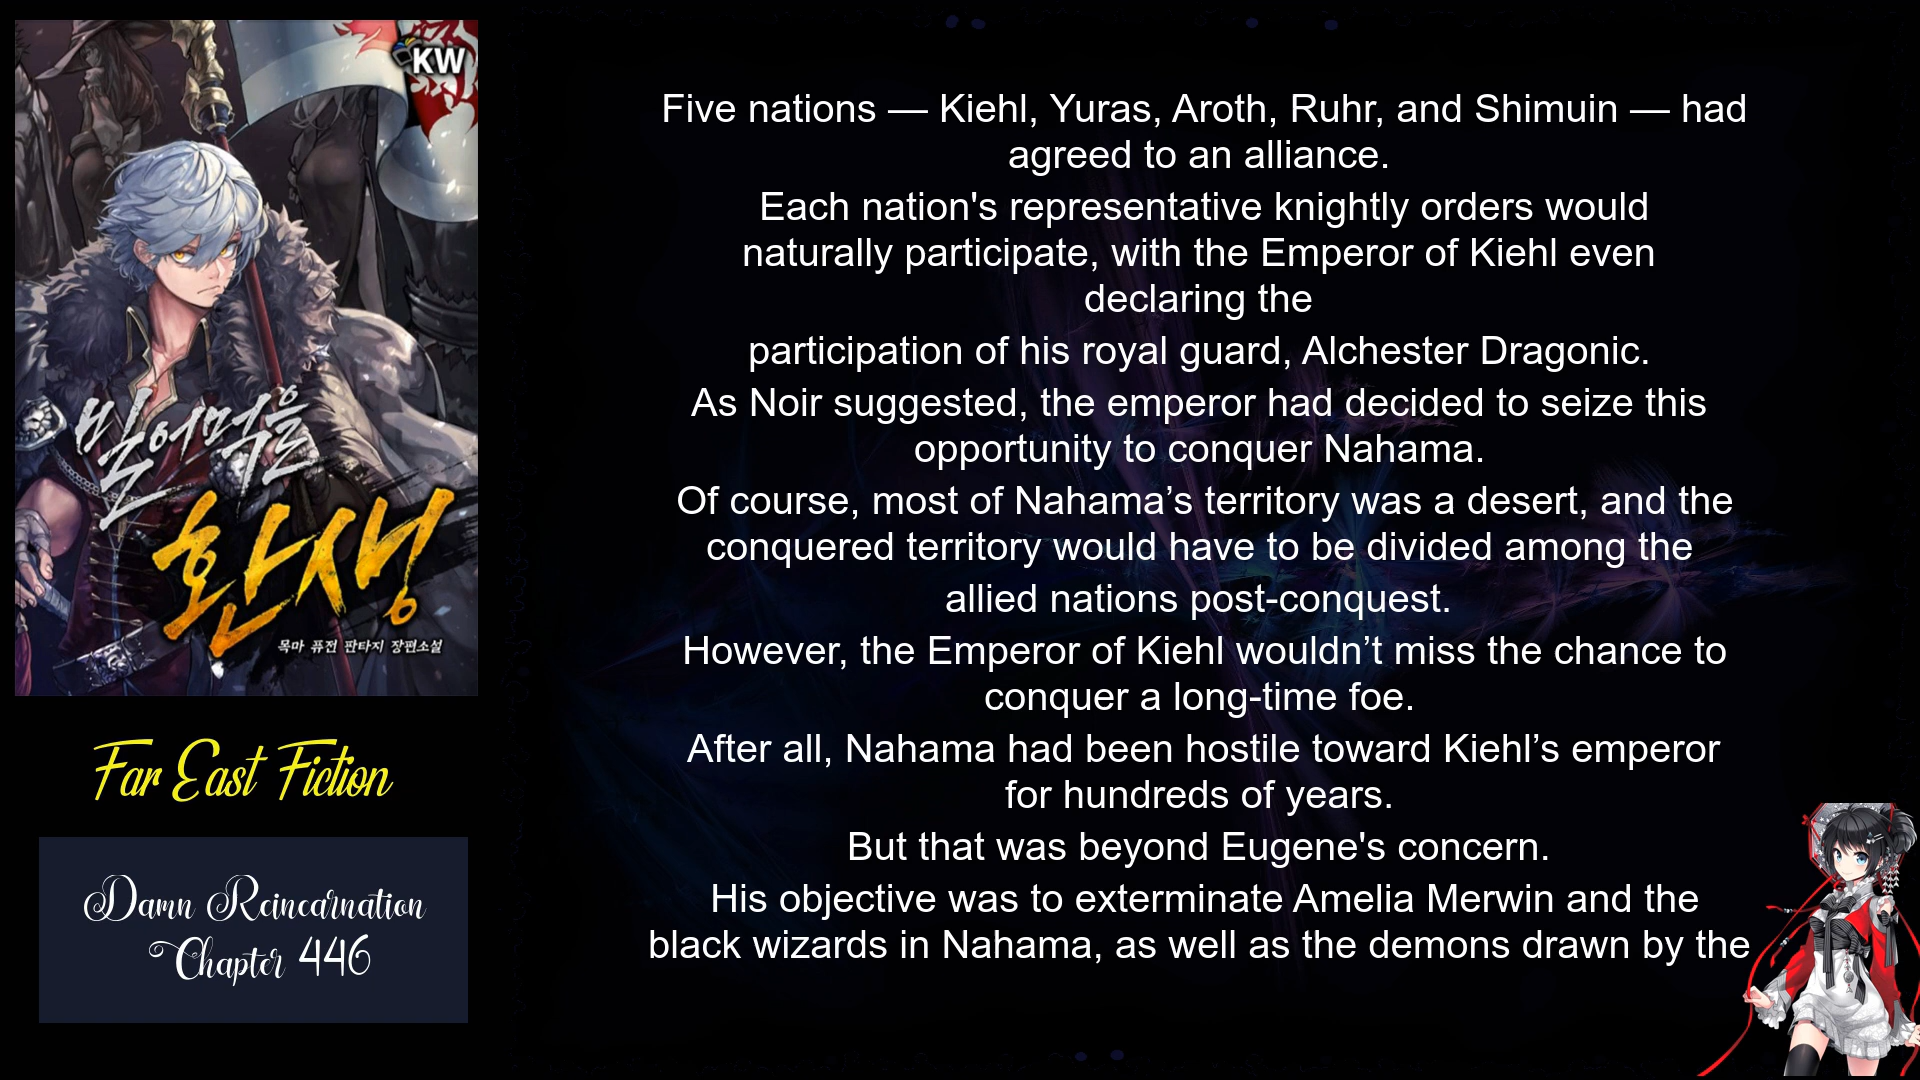 KW
빌어먹을
환생
목마 퓨전 판타지 장편소설
Far East Fiction
Damn Reincarnation
Chapter 446
Five nations — Kiehl, Yuras, Aroth, Ruhr, and Shimuin — had
agreed to an alliance.
Each nation's representative knightly orders would
naturally participate, with the Emperor of Kiehl even
declaring the
participation of his royal guard, Alchester Dragonic.
As Noir suggested, the emperor had decided to seize this
opportunity to conquer Nahama.
Of course, most of Nahama’s territory was a desert, and the
conquered territory would have to be divided among the
allied nations post-conquest.
However, the Emperor of Kiehl wouldn’t miss the chance to
conquer a long-time foe.
After all, Nahama had been hostile toward Kiehl’s emperor
for hundreds of years.
But that was beyond Eugene's concern.
His objective was to exterminate Amelia Merwin and the
black wizards in Nahama, as well as the demons drawn by the